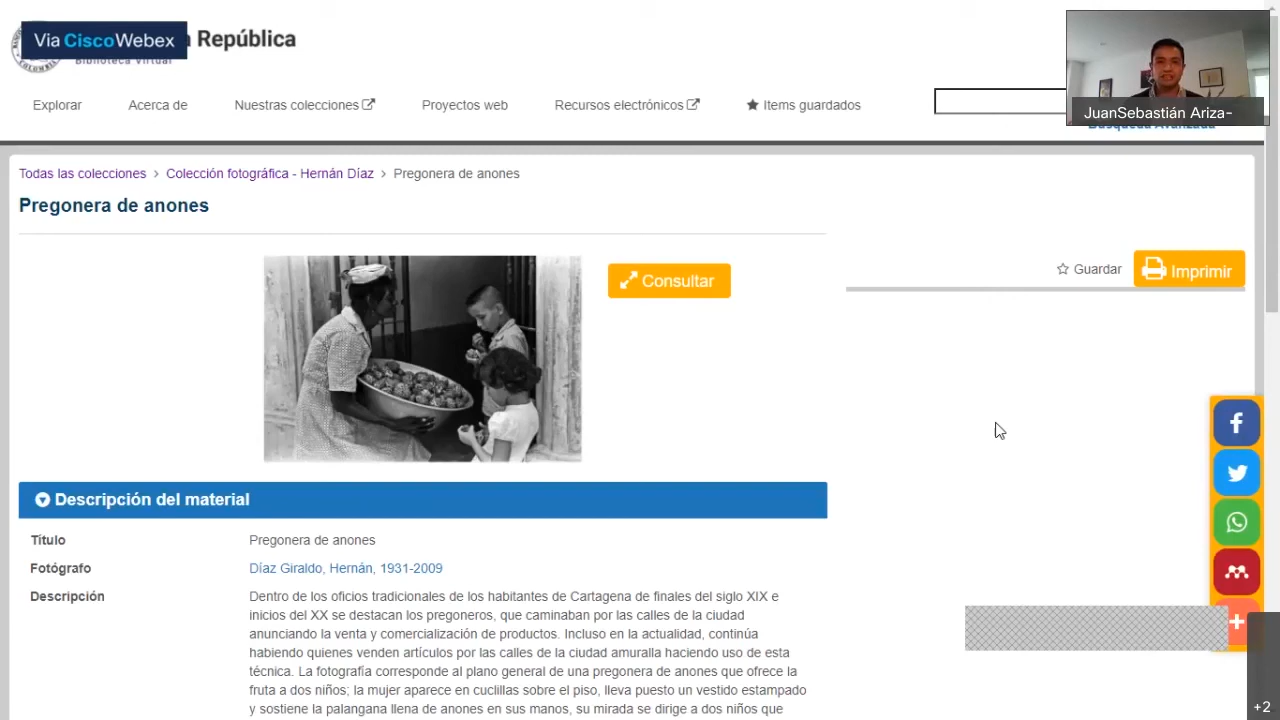 Vía CiscoWebex
República
Biblioteca Virtual
Explorar
Acerca de
Nuestras colecciones
Proyectos web
Recursos electrónicos
Items guardados
JuanSebastián Ariza-
Búsqueda Avanzada
Todas las colecciones › Colección fotográfica - Hernán Díaz › Pregonera de anones
Pregonera de anones
Consultar
Guardar
Imprimir
Descripción del material
Título Pregonera de anones
Fotógrafo Díaz Giraldo, Hernán, 1931-2009
Descripción Dentro de los oficios tradicionales de los habitantes de Cartagena de finales del siglo XIX e
inicios del XX se destacan los pregoneros, que caminaban por las calles de la ciudad
anunciando la venta y comercialización de productos. Incluso en la actualidad, continúa
habiendo quienes venden artículos por las calles de la ciudad amuralla haciendo uso de esta
técnica. La fotografía corresponde al plano general de una pregonera de anones que ofrece la
fruta a dos niños; la mujer aparece en cuclillas sobre el piso, lleva puesto un vestido estampado
y sostiene la palangana llena de anones en sus manos, su mirada se dirige a dos niños que
+2